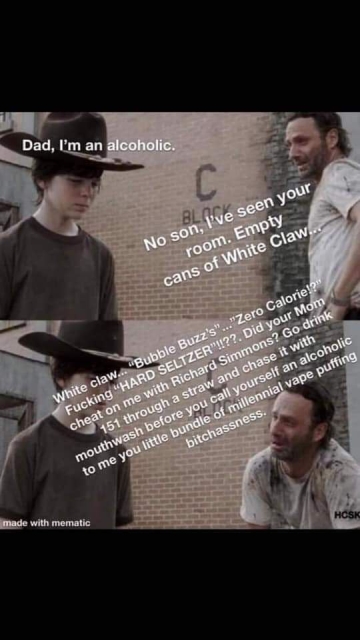 Dad, I'm an alcoholic.
C
BLOCK
No son, I've seen your
room. Empty
cans of White Claw...
White claw... "Bubble Buzz's"..."Zero Calorie!?"
Fucking "HARD SELTZER"!!??. Did your Mom
cheat on me with Richard Simmons? Go drink
151 through a straw and chase it with
mouthwash before you call yourself an alcoholic
to me you little bundle of millennial vape puffing
bitchassness.
made with mematic
HCSK